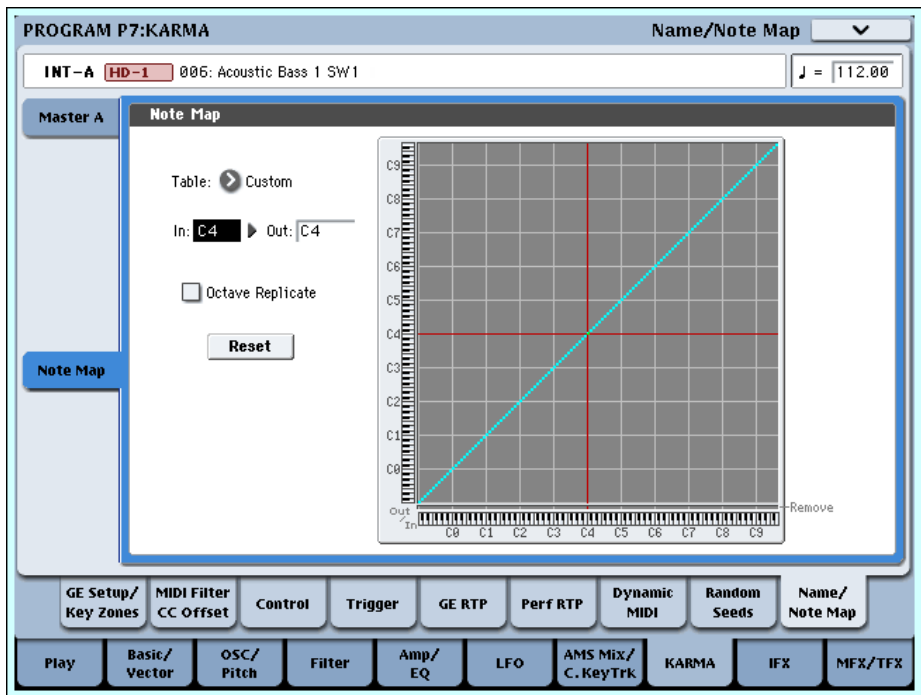 PROGRAM P7:KARMA
Name/Note Map
INT-A HD-1 006: Acoustic Bass 1 SW1
♩ = 112.00
Master A
Note Map
Note Map
Table: Custom
In: C4 Out: C4
Octave Replicate
Reset
C9
C8
C7
C6
C5
C4
C3
C2
C1
C0
Out / In
Remove
C0 C1 C2 C3 C4 C5 C6 C7 C8 C9
GE Setup/ Key Zones
MIDI Filter CC Offset
Control
Trigger
GE RTP
Perf RTP
Dynamic MIDI
Random Seeds
Name/ Note Map
Play
Basic/ Vector
OSC/ Pitch
Filter
Amp/ EQ
LFO
AMS Mix/ C.KeyTrk
KARMA
IFX
MFX/TFX